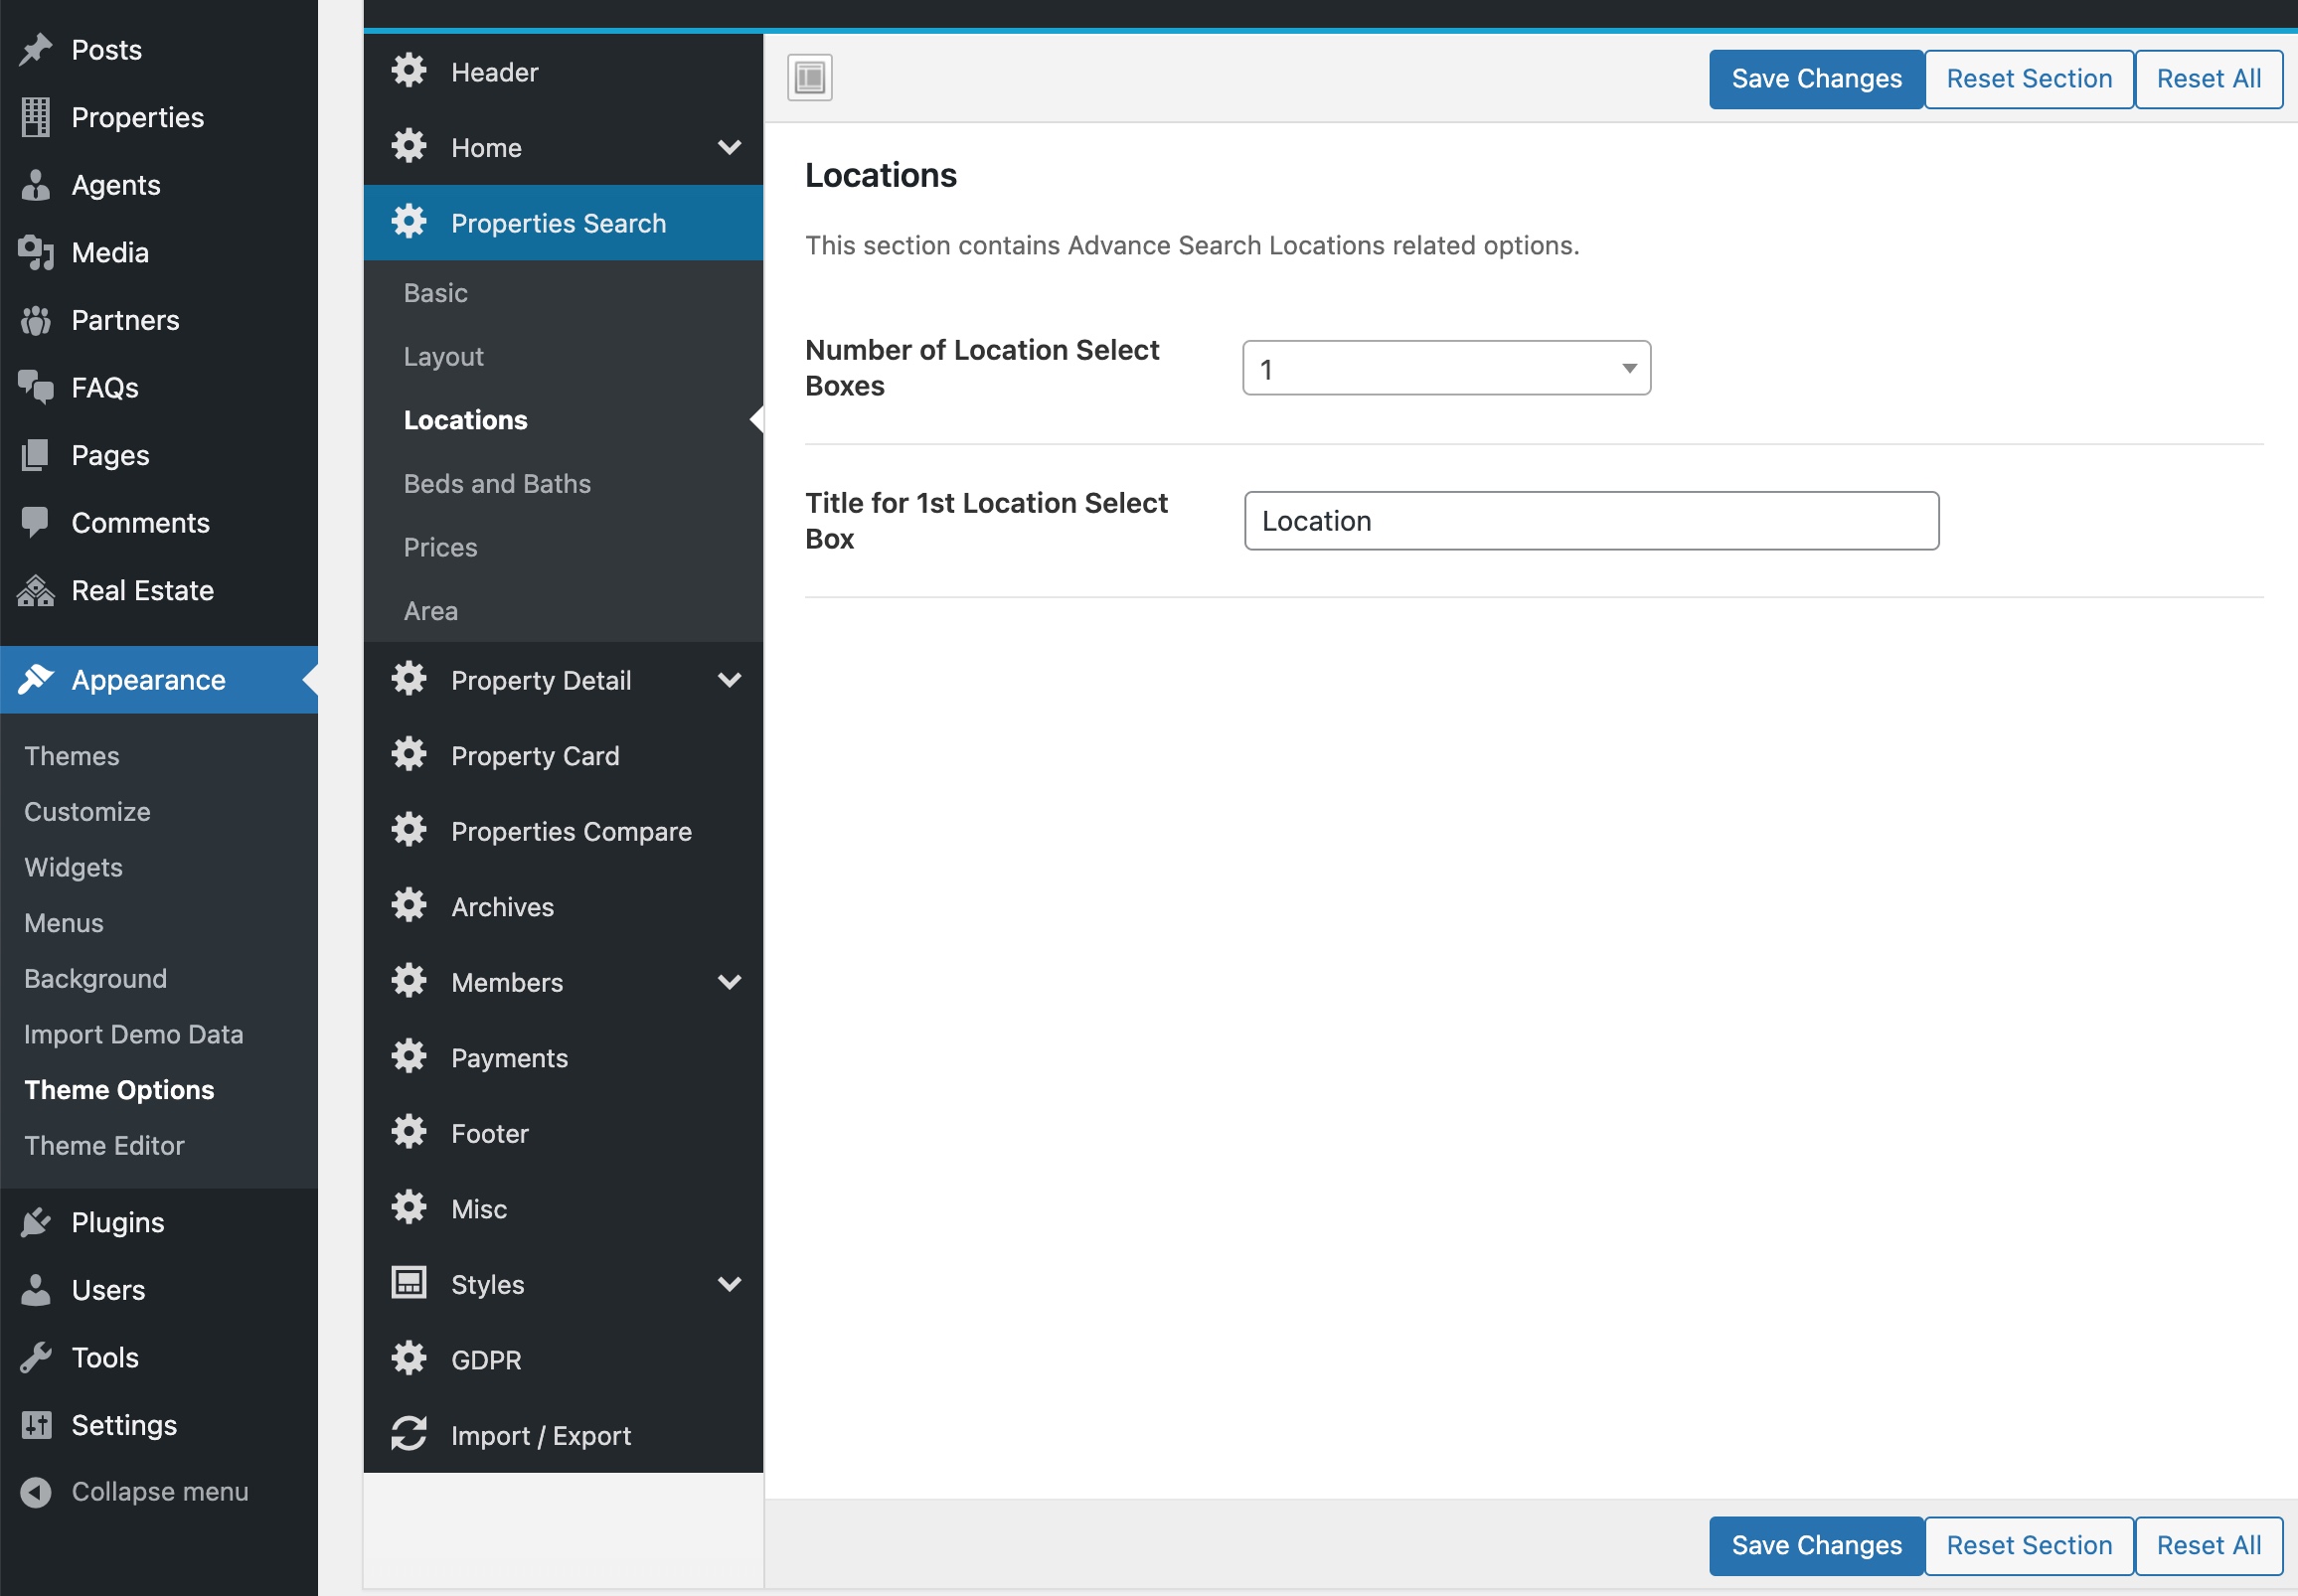 Posts
Properties
Agents
Media
Partners
FAQs
Pages
Comments
Real Estate
Appearance
Themes
Customize
Widgets
Menus
Background
Import Demo Data
Theme Options
Theme Editor
Plugins
Users
Tools
Settings
Collapse menu
Header
Home
Properties Search
Basic
Layout
Locations
Beds and Baths
Prices
Area
Property Detail
Property Card
Properties Compare
Archives
Members
Payments
Footer
Misc
Styles
GDPR
Import / Export
Save Changes Reset Section Reset All
Locations
This section contains Advance Search Locations related options.
Number of Location Select
Boxes
1
Title for 1st Location Select
Box
Location
Save Changes Reset Section Reset All